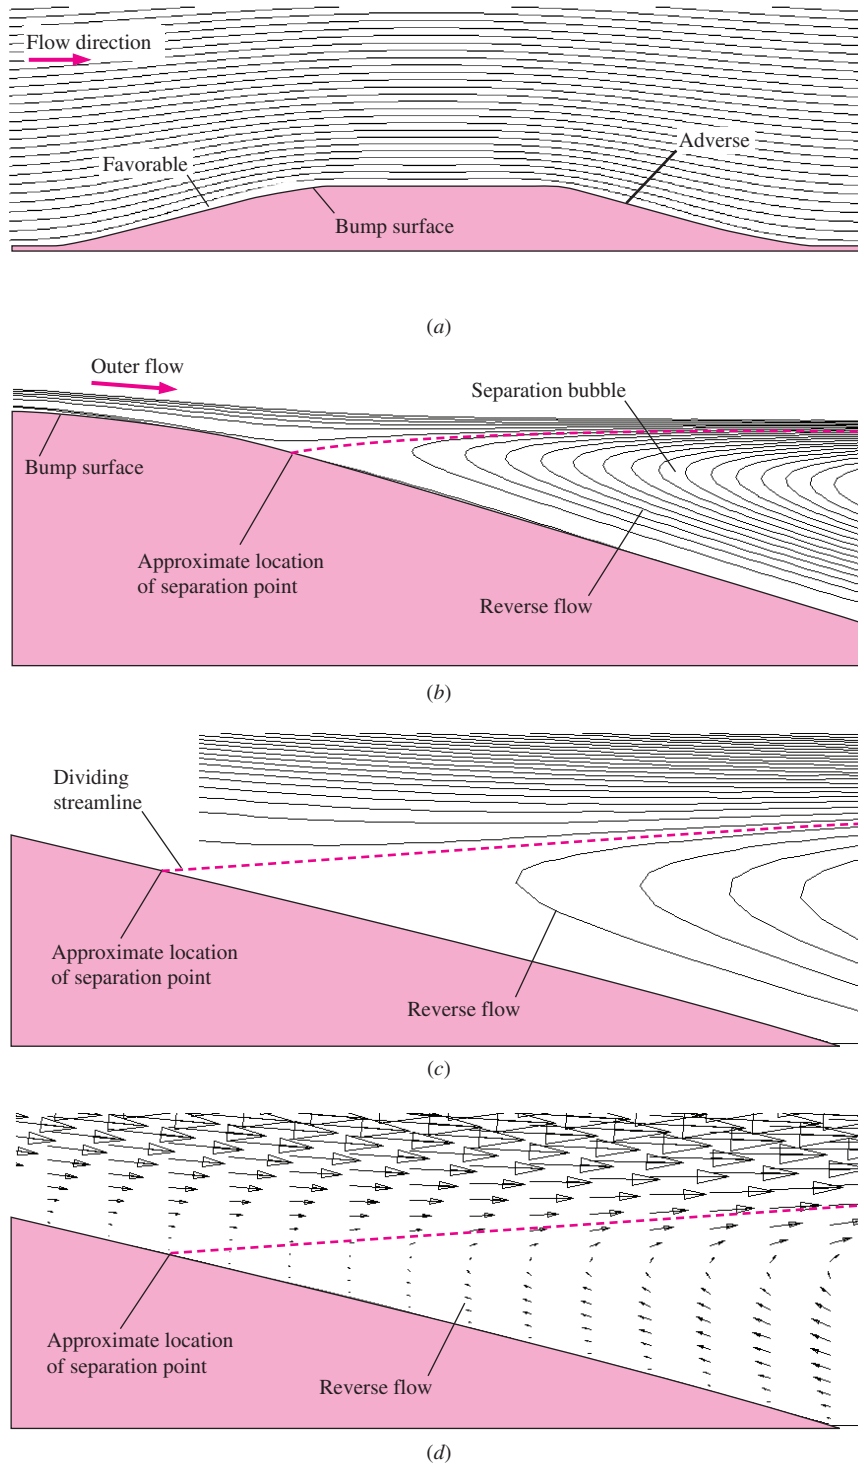 Flow direction
Favorable
Adverse
Bump surface
(a)
Outer flow
Separation bubble
Bump surface
Approximate location
of separation point
Reverse flow
(b)
Dividing
streamline
Approximate location
of separation point
Reverse flow
(c)
Approximate location
of separation point
Reverse flow
(d)